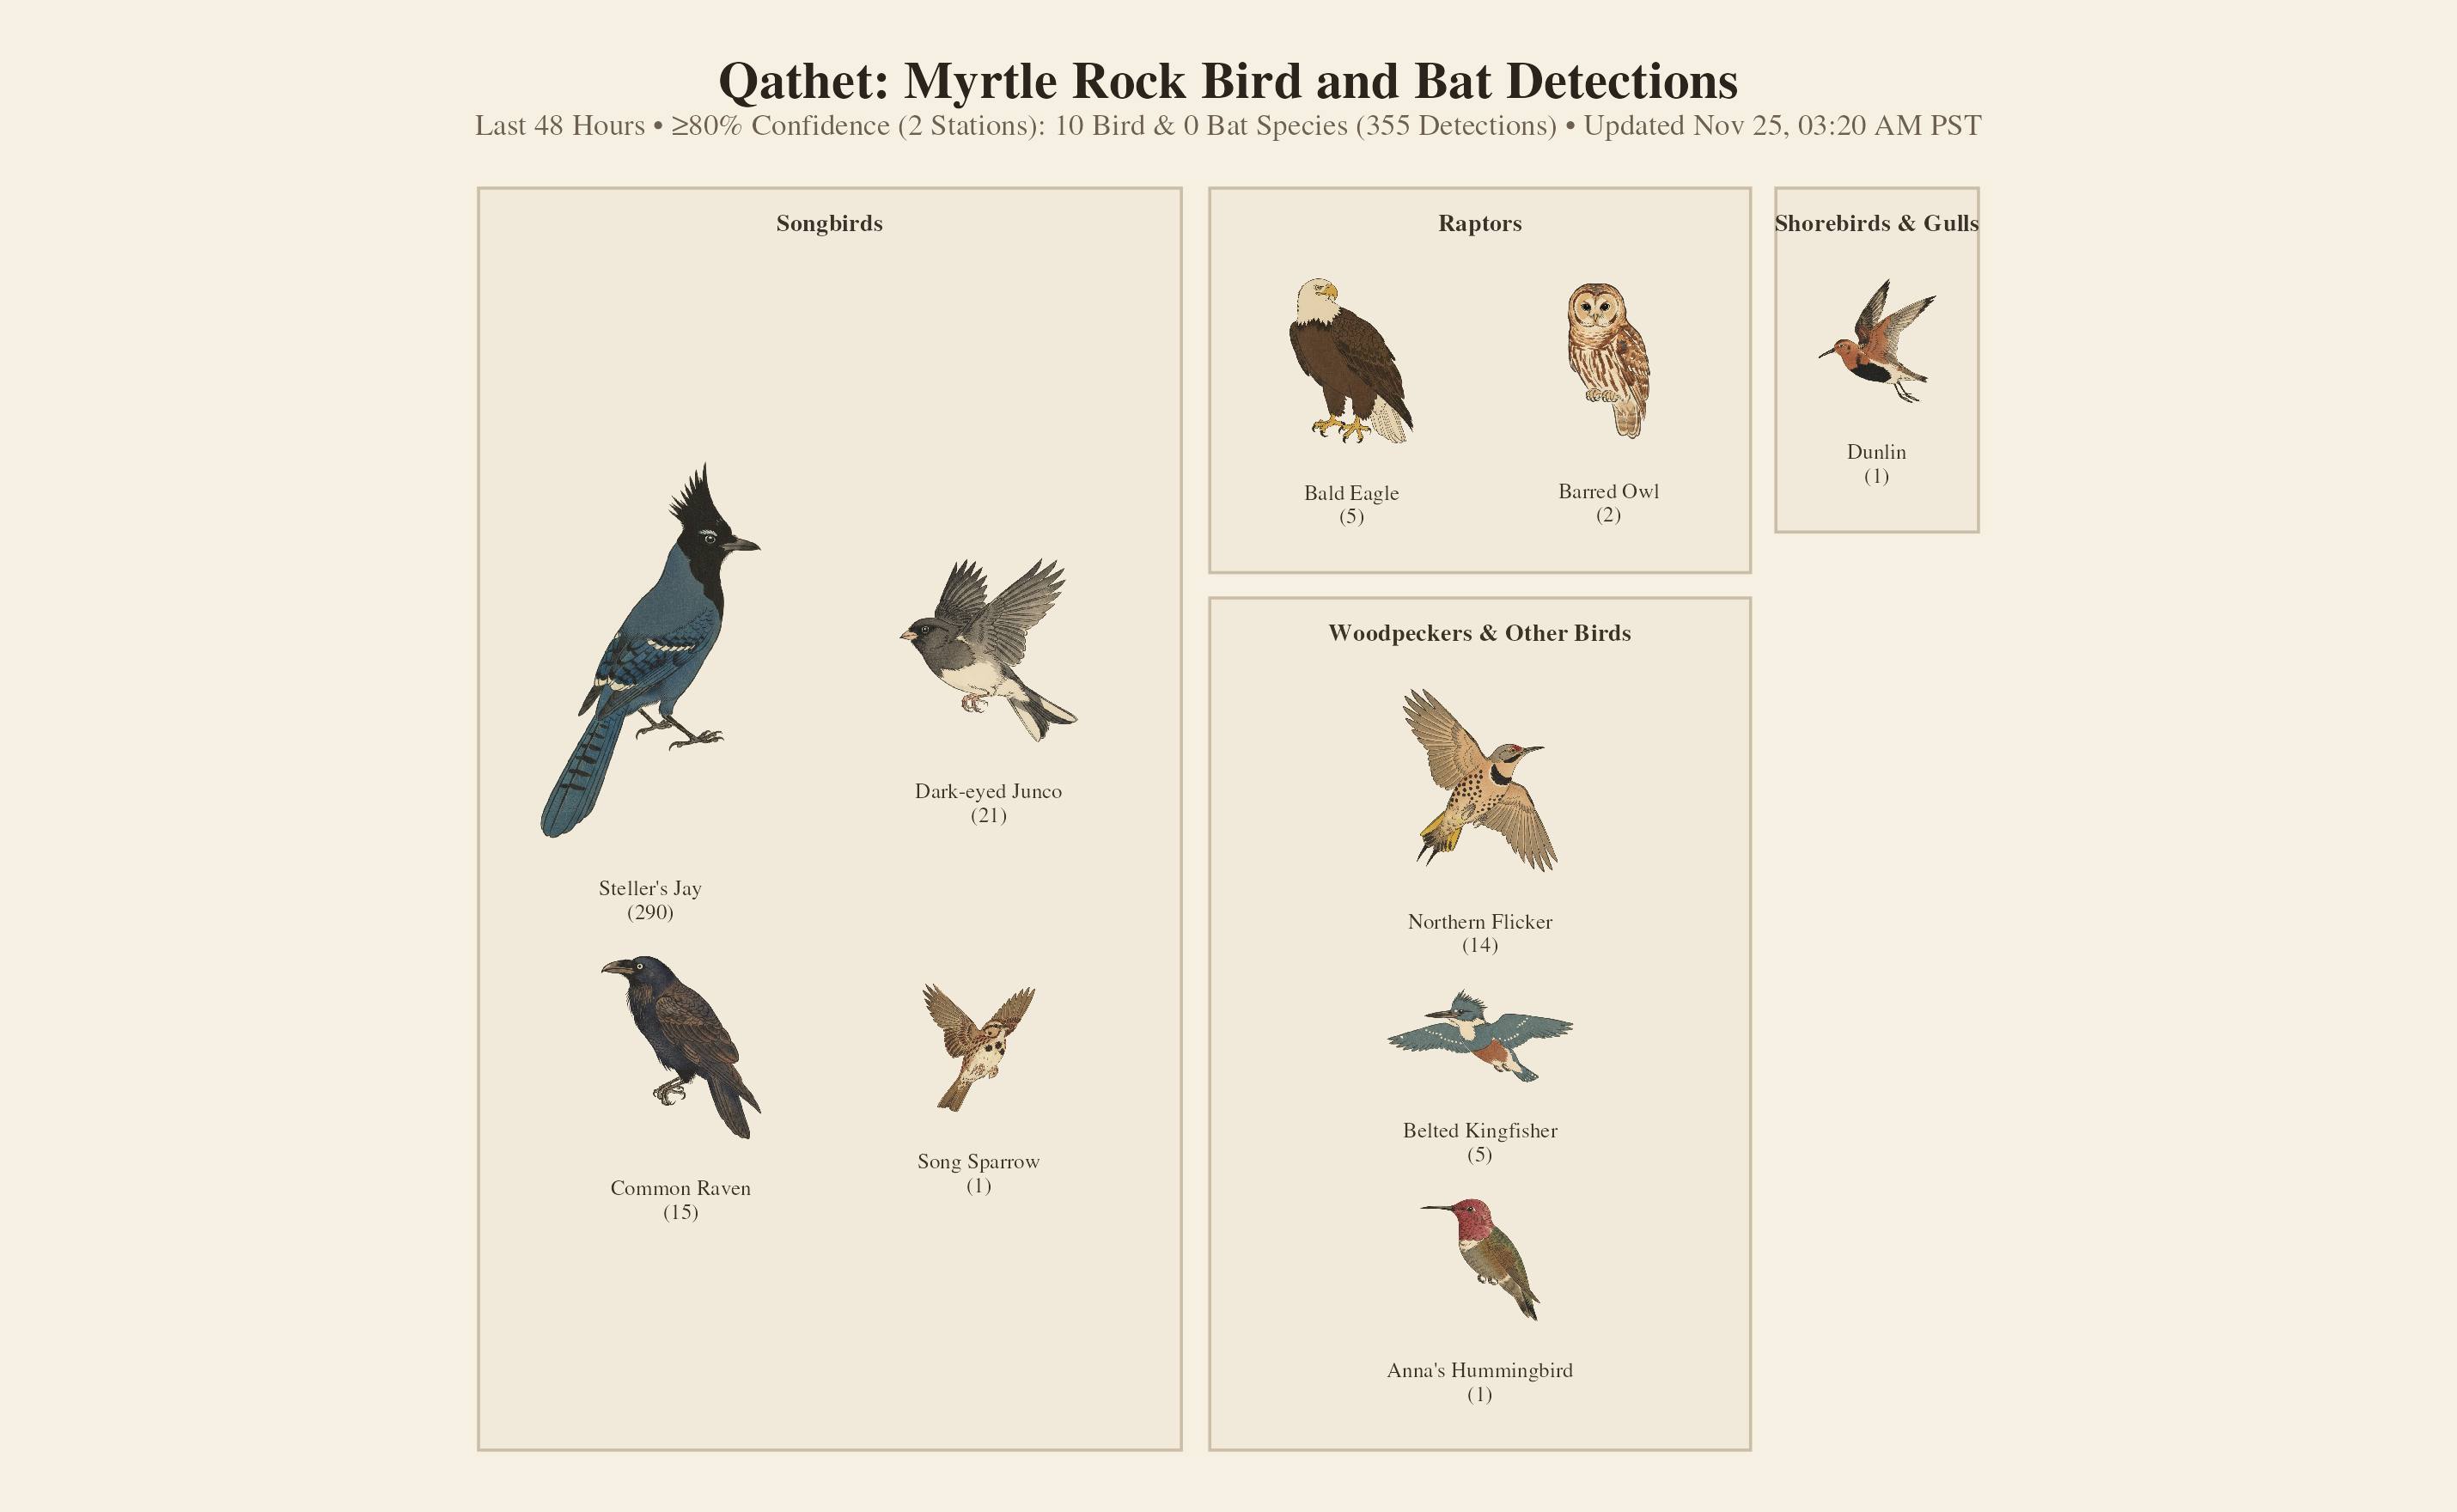 Qathet: Myrtle Rock Bird and Bat Detections
Last 48 Hours • ≥80% Confidence (2 Stations): 10 Bird & 0 Bat Species (355 Detections) • Updated Nov 25, 03:20 AM PST
Songbirds
Steller's Jay
(290)
Dark-eyed Junco
(21)
Common Raven
(15)
Song Sparrow
(1)
Raptors
Bald Eagle
(5)
Barred Owl
(2)
Woodpeckers & Other Birds
Northern Flicker
(14)
Belted Kingfisher
(5)
Anna's Hummingbird
(1)
Shorebirds & Gulls
Dunlin
(1)